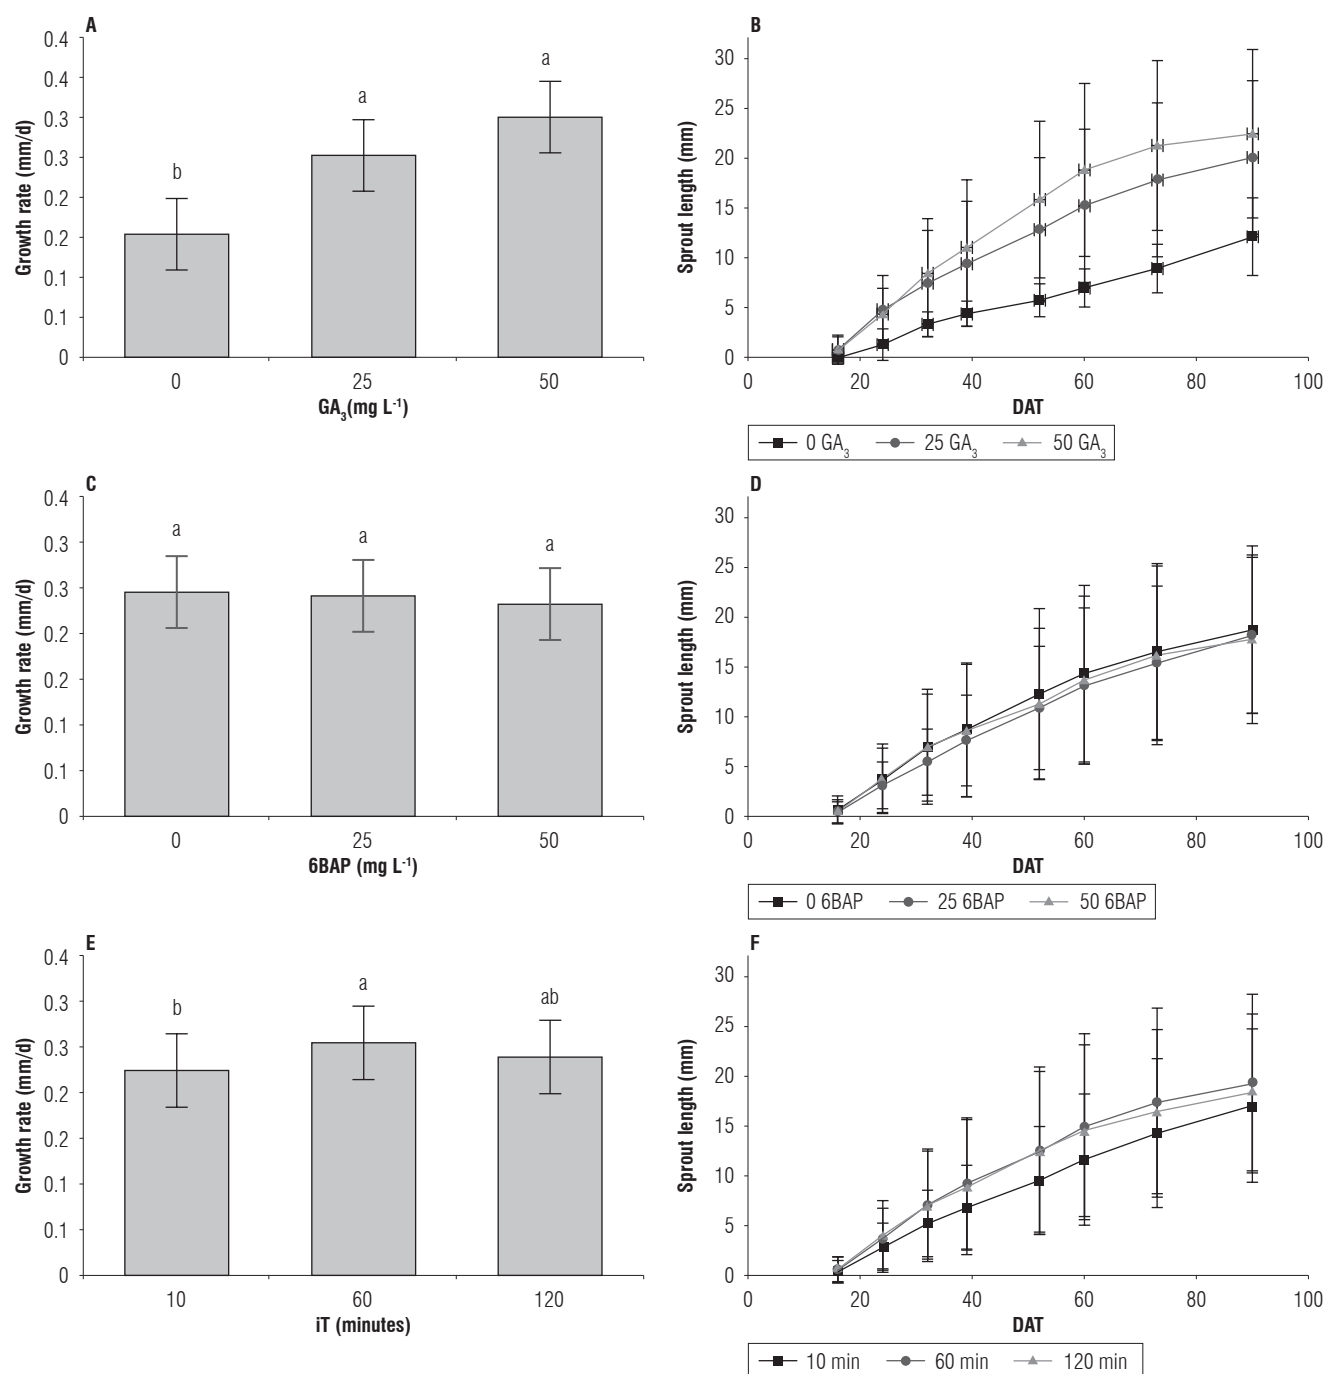 A
Growth rate (mm/d)
0.4
0.4
0.3
0.3
0.2
0.2
0.1
0.1
0
b
a
a
0 25 50
GA3(mg L-1)
B
Sprout length (mm)
30
25
20
15
10
5
0
0 20 40 60 80 100
DAT
0 GA3 25 GA3 50 GA3
C
Growth rate (mm/d)
0.4
0.3
0.3
0.2
0.2
0.1
0.1
0
a
a
a
0 25 50
6BAP (mg L-1)
D
Sprout length (mm)
30
25
20
15
10
5
0
0 20 40 60 80 100
DAT
0 6BAP 25 6BAP 50 6BAP
E
Growth rate (mm/d)
0.4
0.3
0.3
0.2
0.2
0.1
0.1
0
b
a
ab
10 60 120
iT (minutes)
F
Sprout length (mm)
30
25
20
15
10
5
0
0 20 40 60 80 100
DAT
10 min 60 min 120 min